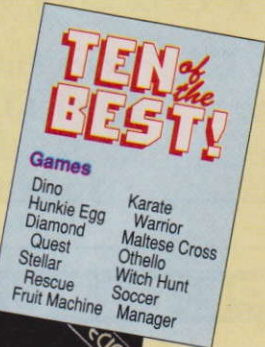 TEN of
the
BEST!
Games
Dino
Hunkie Egg
Diamond
Quest
Stellar
Rescue
Fruit Machine
Karate
Warrior
Maltese Cross
Othello
Witch Hunt
Soccer
Manager